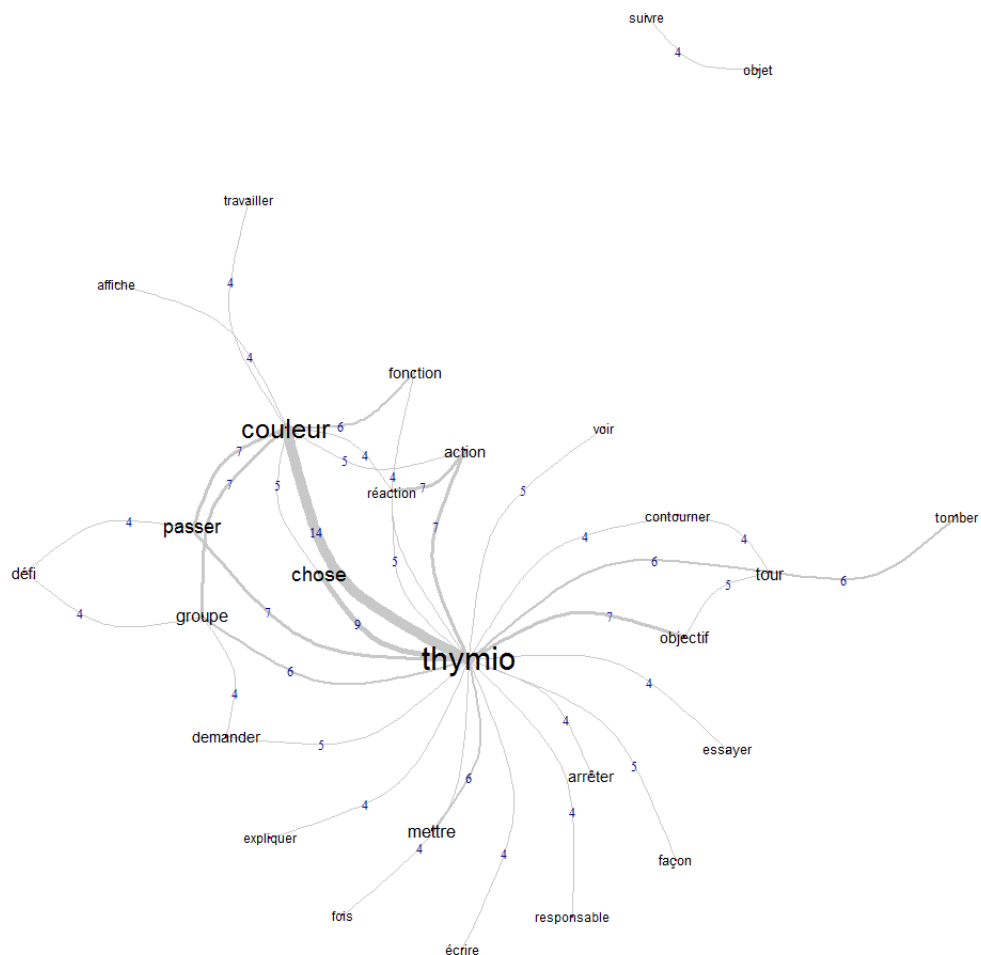 suivre
4
objet
travailler
4
affiche
4
fonction
couleur
6
voir
7
4
action
5
4
7
5
7
réaction
5
contourner
4
passer
7
tomber
14
4
4
5
6
défi
chose
tour
6
5
4
groupe
7
9
7
objectif
thymio
6
4
4
demander
5
4
essayer
5
arrêter
6
4
4
expliquer
mettre
4
4
façon
fois
responsable
écrire